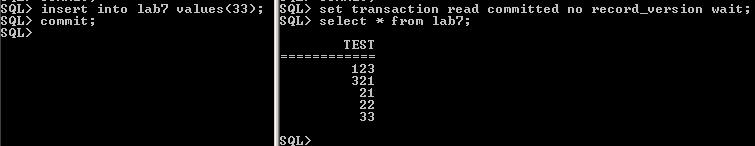 SQL> insert into lab7 values(33);
SQL> commit;
SQL>
SQL> set transaction read committed no record_version wait;
SQL> select * from lab7;
TEST
============
123
321
21
22
33
SQL>